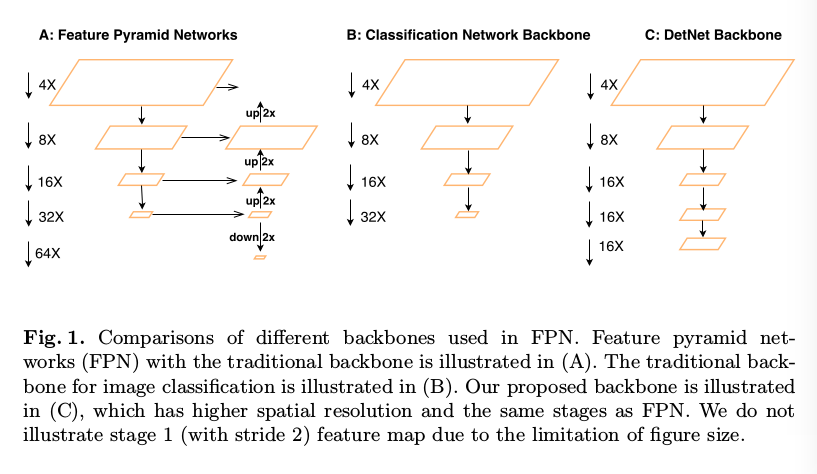 A: Feature Pyramid Networks
4X
8X
16X
32X
64X
up 2x
up 2x
up 2x
down 2x
B: Classification Network Backbone
4X
8X
16X
32X
C: DetNet Backbone
4X
8X
16X
16X
16X
Fig. 1. Comparisons of different backbones used in FPN. Feature pyramid net-
works (FPN) with the traditional backbone is illustrated in (A). The traditional back-
bone for image classification is illustrated in (B). Our proposed backbone is illustrated
in (C), which has higher spatial resolution and the same stages as FPN. We do not
illustrate stage 1 (with stride 2) feature map due to the limitation of figure size.